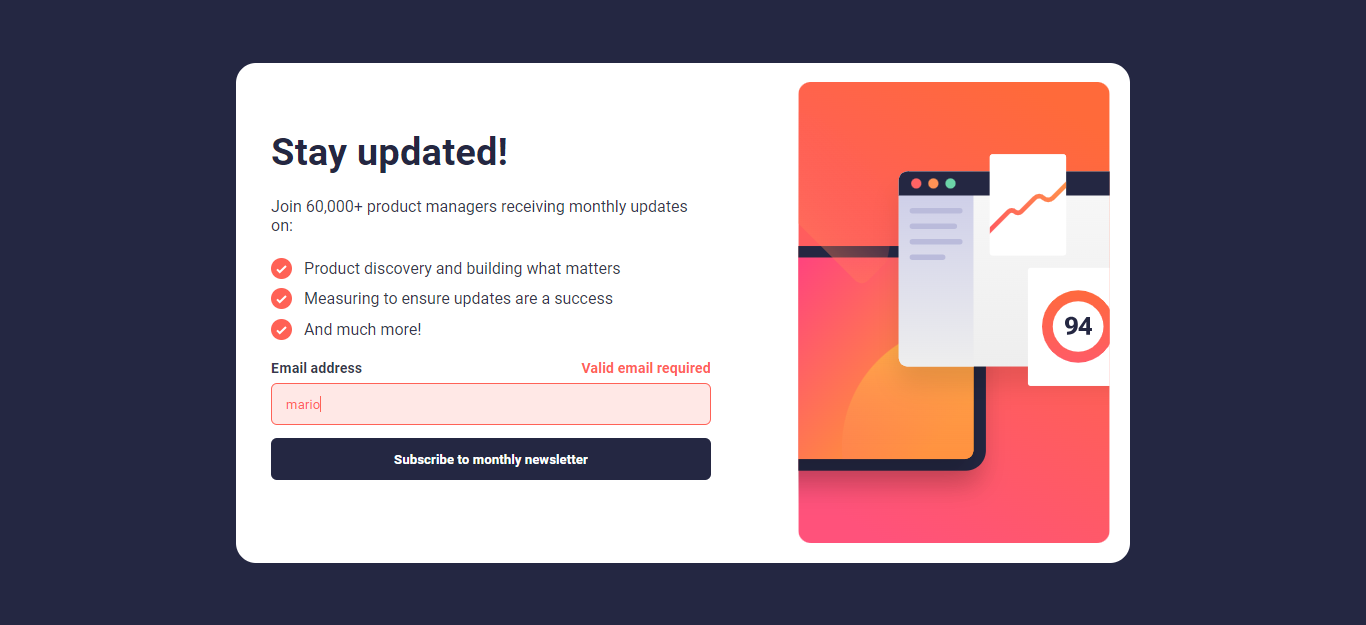 Stay updated!
Join 60,000+ product managers receiving monthly updates
on:
Product discovery and building what matters
Measuring to ensure updates are a success
And much more!
Email address
Valid email required
mario
Subscribe to monthly newsletter
94